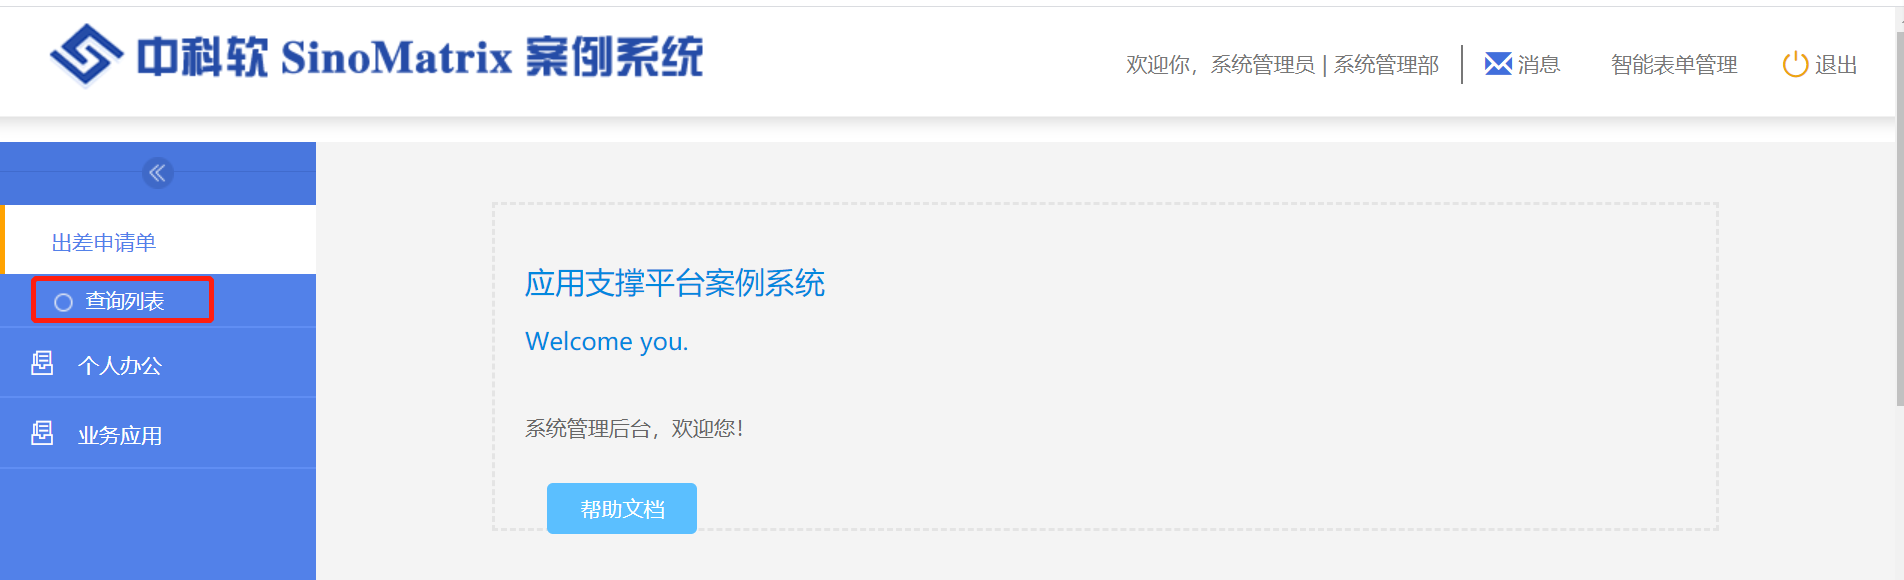 中科软 SinoMatrix 案例系统
欢迎你，系统管理员 | 系统管理部
消息
智能表单管理
退出
出差申请单
查询列表
个人办公
业务应用
应用支撑平台案例系统
Welcome you.
系统管理后台，欢迎您！
帮助文档